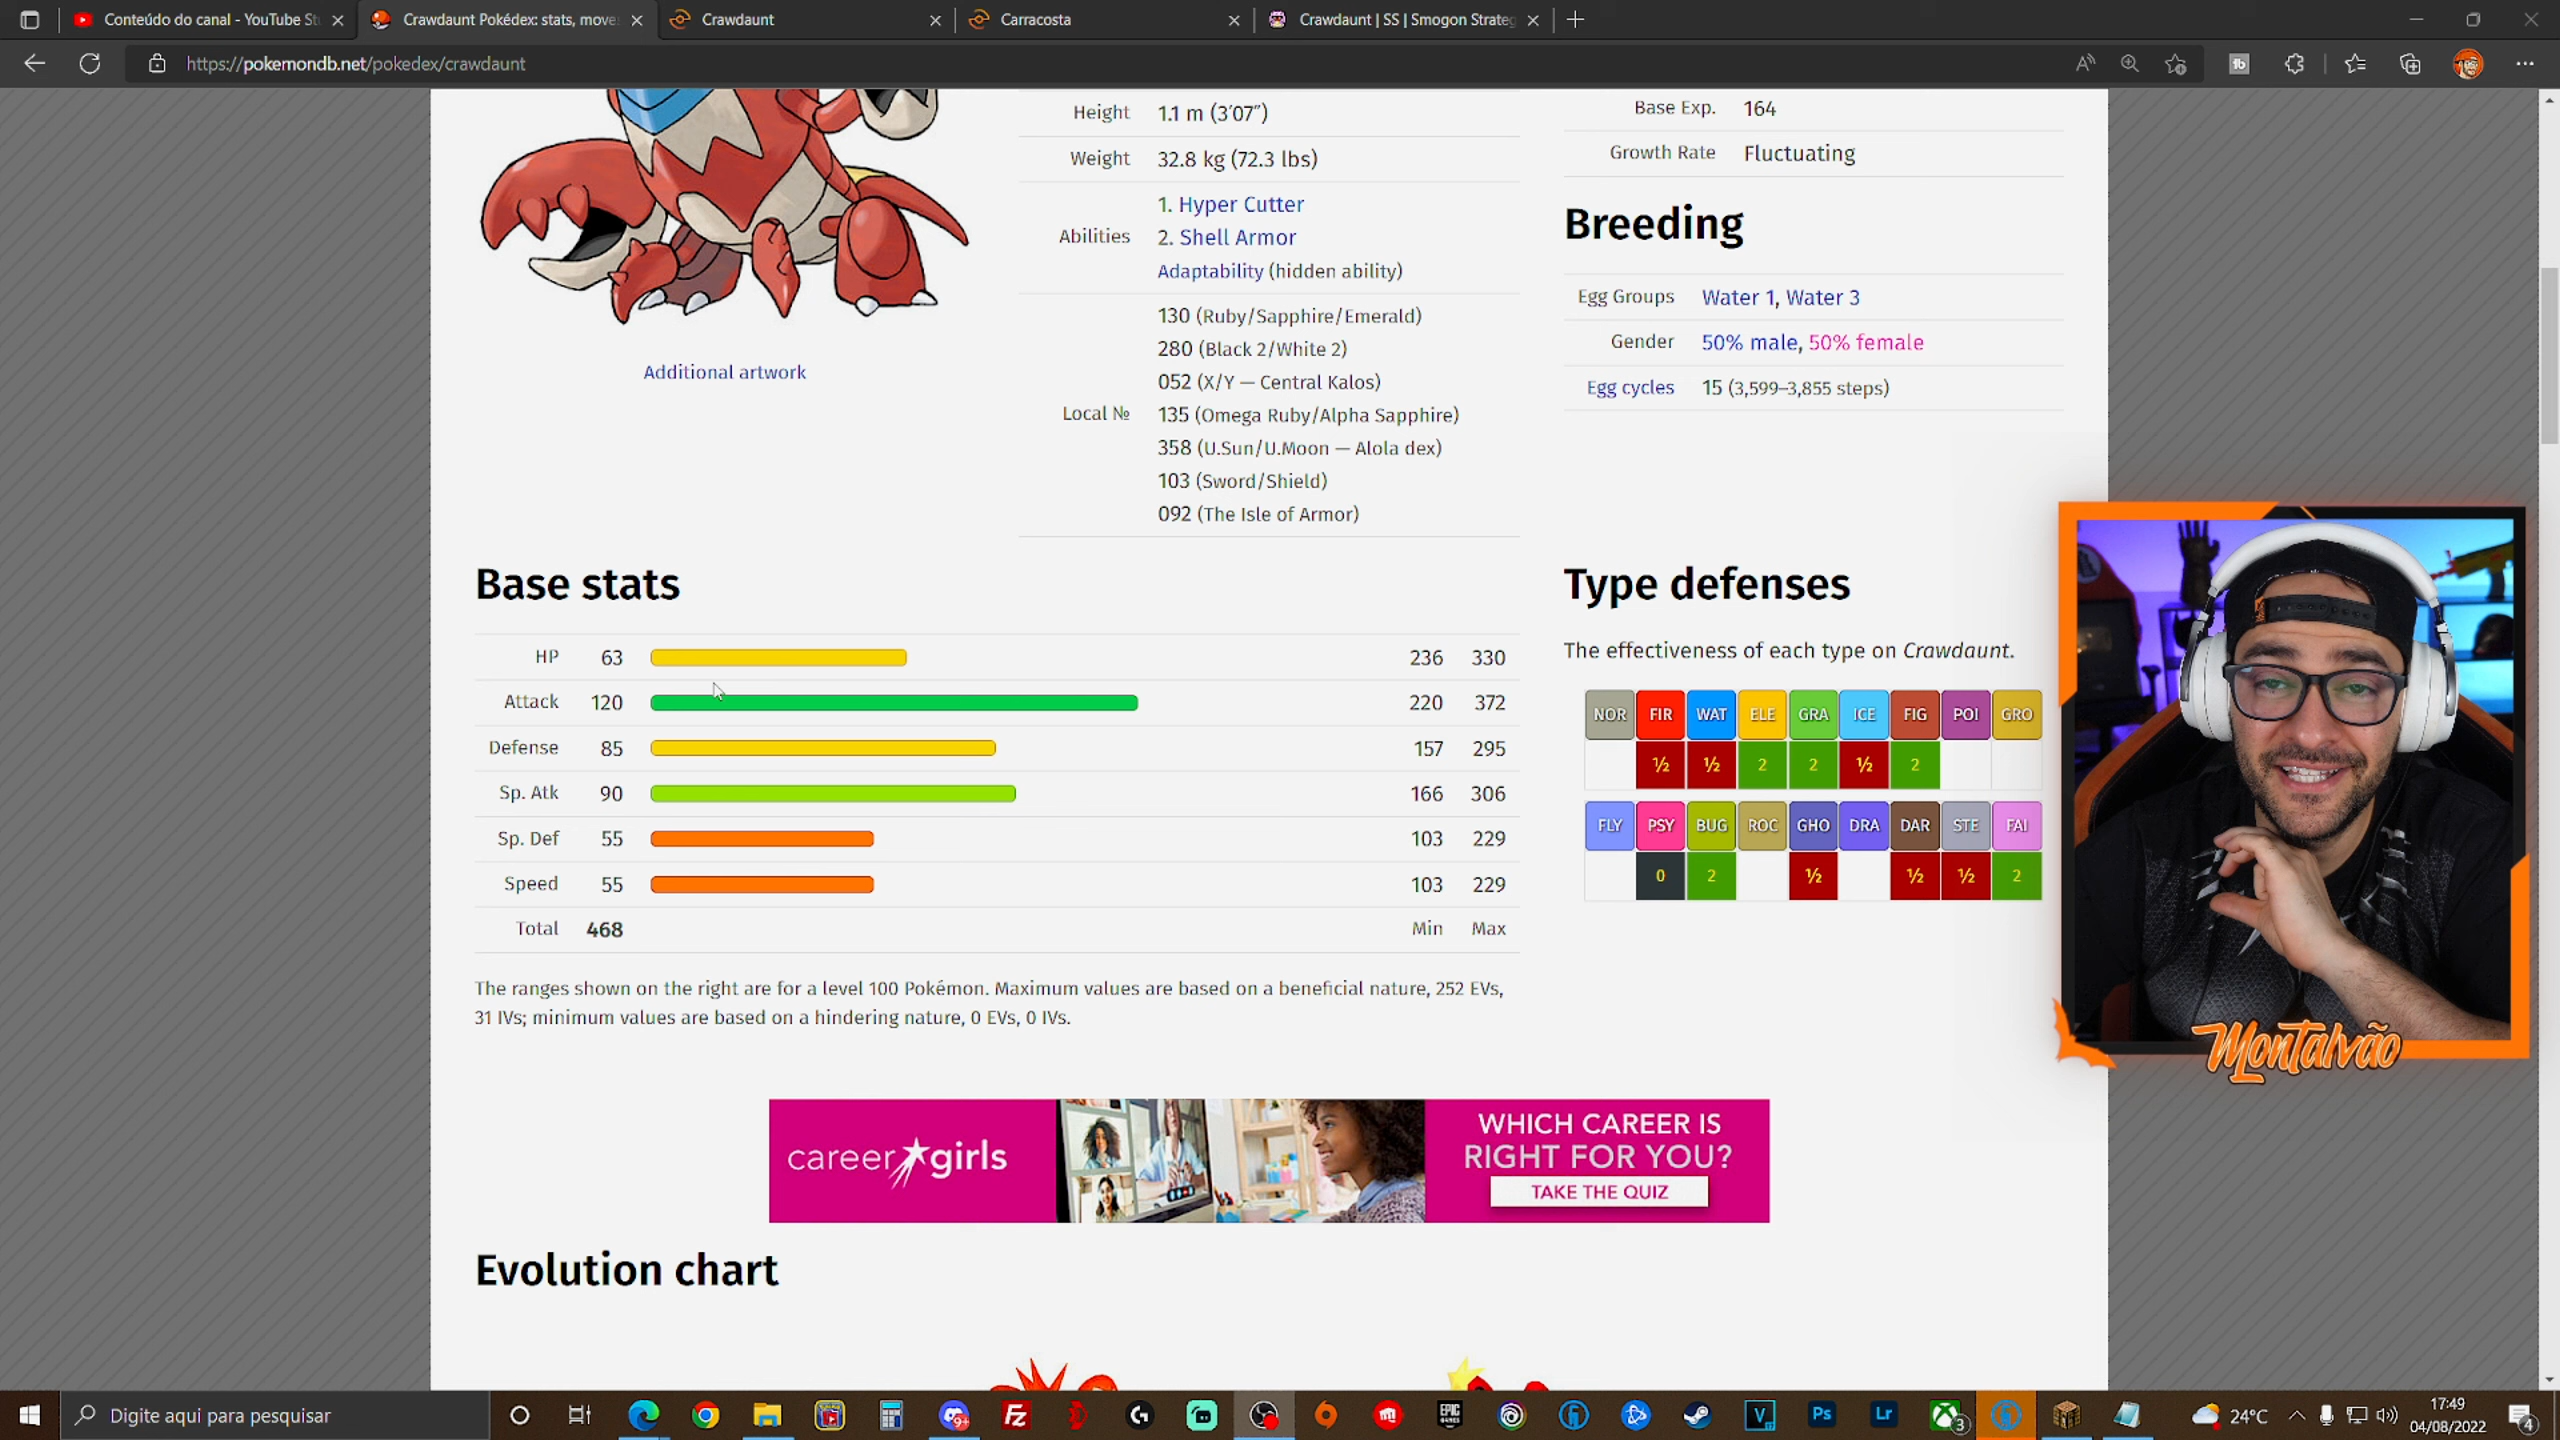 Conteúdo do canal - YouTube St
Crawdaunt Pokédex: stats, move
Crawdaunt
Carracosta
Crawdaunt | SS | Smogon Strateg
https://pokemondb.net/pokedex/crawdaunt
Height 1.1 m (3′07″)
Weight 32.8 kg (72.3 lbs)
Abilities
1. Hyper Cutter
2. Shell Armor
Adaptability (hidden ability)
Local №
130 (Ruby/Sapphire/Emerald)
280 (Black 2/White 2)
052 (X/Y — Central Kalos)
135 (Omega Ruby/Alpha Sapphire)
358 (U.Sun/U.Moon — Alola dex)
103 (Sword/Shield)
092 (The Isle of Armor)
Additional artwork
Base Exp. 164
Growth Rate Fluctuating
Breeding
Egg Groups Water 1, Water 3
Gender 50% male, 50% female
Egg cycles 15 (3,599–3,855 steps)
Base stats
HP 63 236 330
Attack 120 220 372
Defense 85 157 295
Sp. Atk 90 166 306
Sp. Def 55 103 229
Speed 55 103 229
Total 468 Min Max
The ranges shown on the right are for a level 100 Pokémon. Maximum values are based on a beneficial nature, 252 EVs,
31 IVs; minimum values are based on a hindering nature, 0 EVs, 0 IVs.
Type defenses
The effectiveness of each type on Crawdaunt.
NOR FIR WAT ELE GRA ICE FIG POI GRO
½ ½ 2 2 ½ 2
FLY PSY BUG ROC GHO DRA DAR STE FAI
0 2 ½ ½ ½ 2
Montalvão
career girls
WHICH CAREER IS
RIGHT FOR YOU?
TAKE THE QUIZ
Evolution chart
Digite aqui para pesquisar
9+
Fz
G
EPIC
GAMES
V
Ps
Lr
3
24°C
17:49
04/08/2022
4